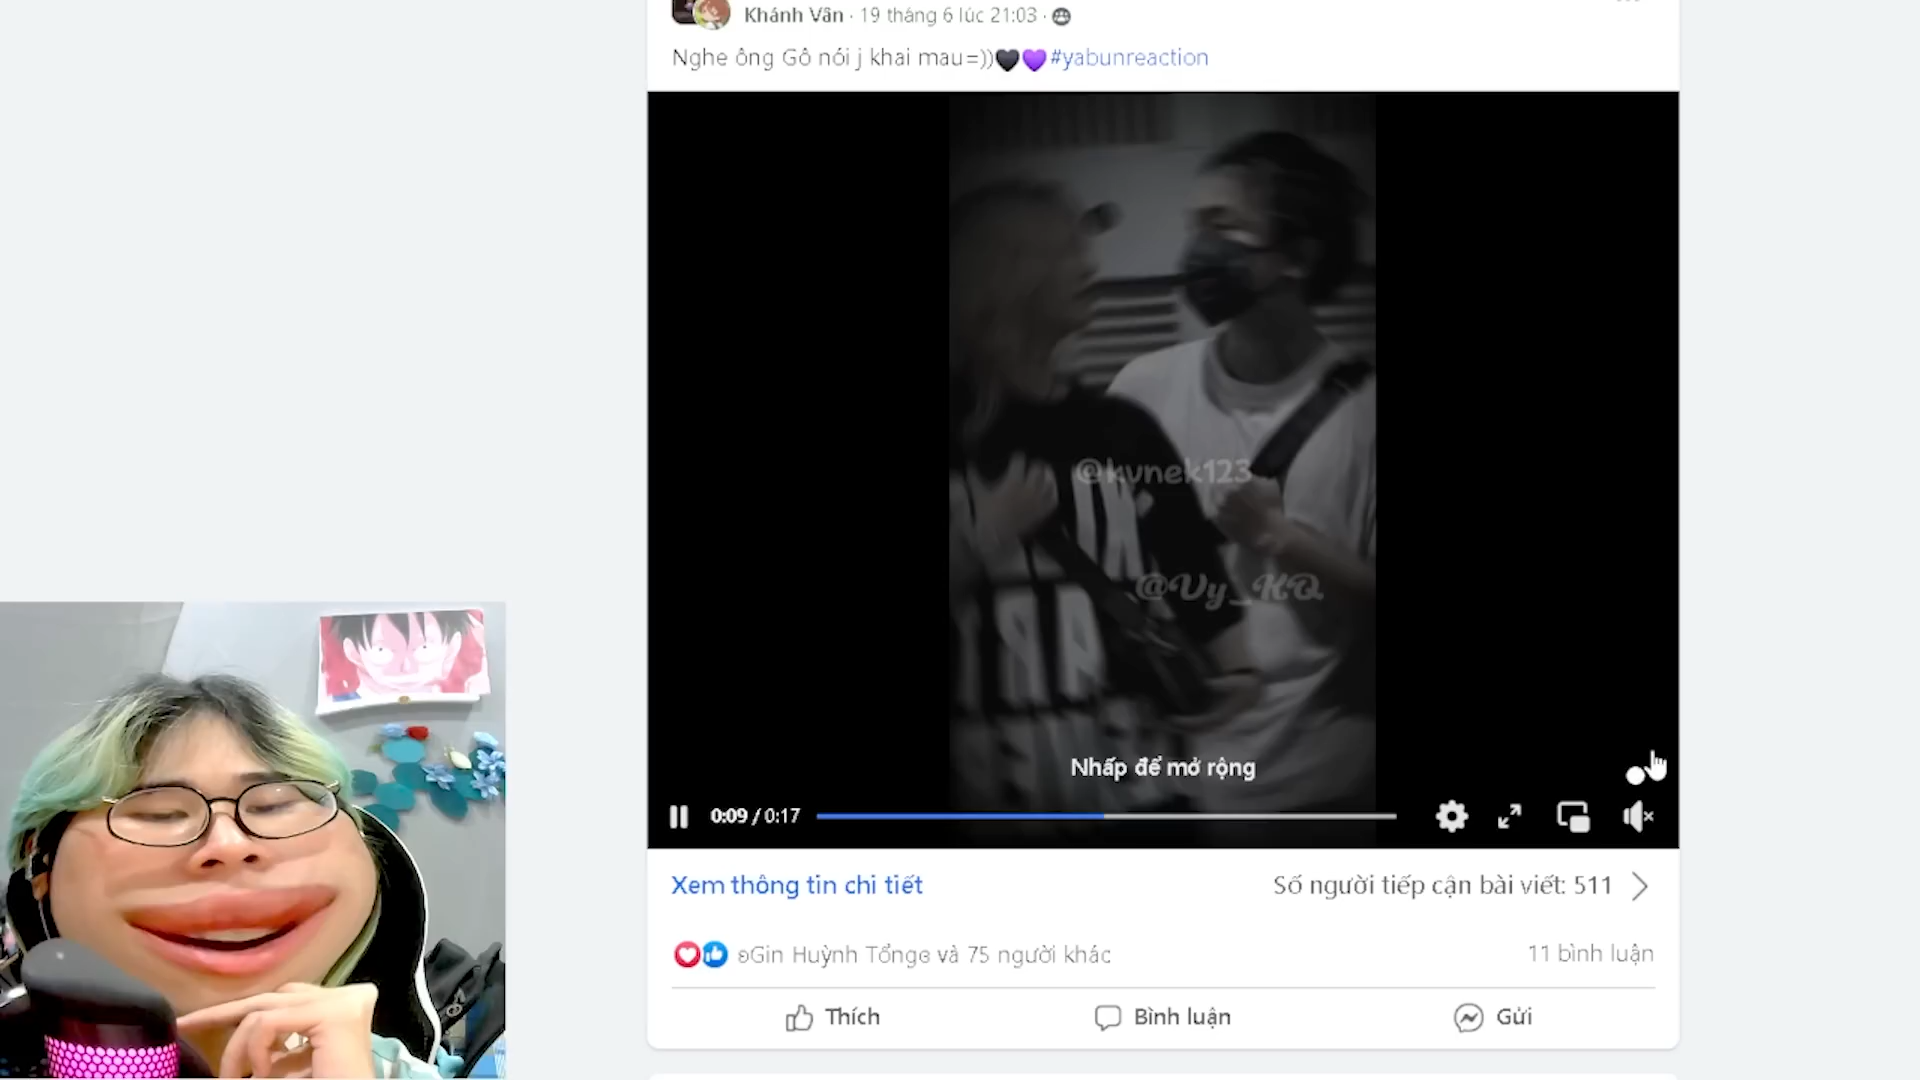 Khánh Vân · 19 tháng 6 lúc 21:03 ·
Nghe ông Gô nói j khai mau=))🖤💜#yabunreaction
@kvnek123
@Vy_KQ
Nhấp để mở rộng
0:09 / 0:17
Xem thông tin chi tiết
Số người tiếp cận bài viết: 511
ʚGin Huỳnh Tổngɞ và 75 người khác
11 bình luận
Thích
Bình luận
Gửi